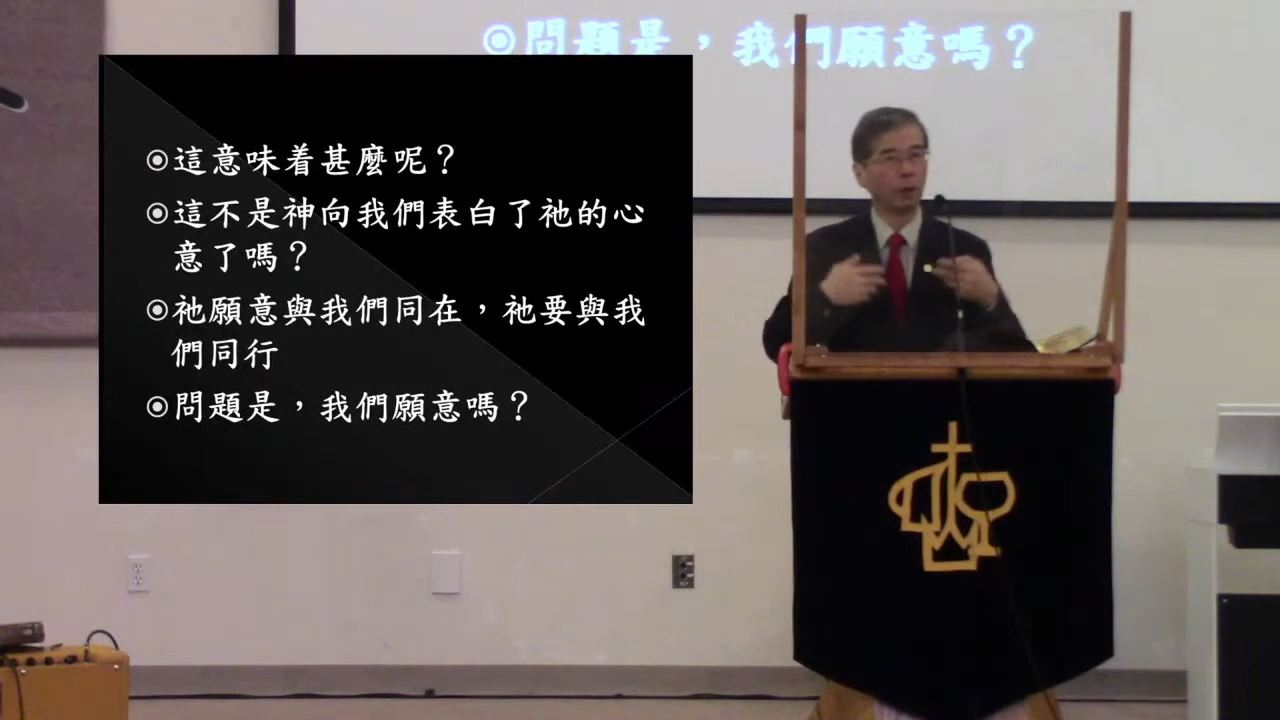 ◉問題是，我們願意嗎？
◉這意味着甚麼呢？
◉這不是神向我們表白了祂的心
意了嗎？
◉祂願意與我們同在，祂要與我
們同行
◉問題是，我們願意嗎？